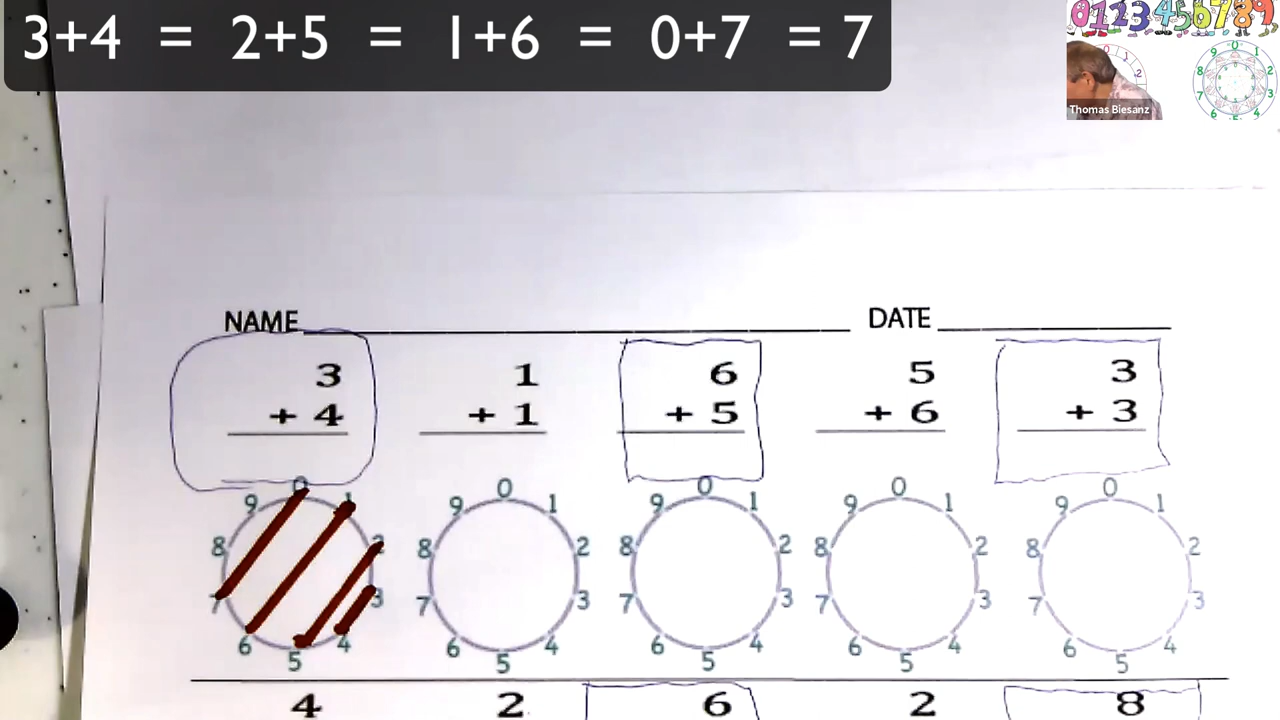 3+4 = 2+5 = 1+6 = 0+7 = 7
0123456789
Thomas Biesanz
NAME DATE
3 1 6 5 3
+ 4 + 1 + 5 + 6 + 3
0 1 2 3 4 5 6 7 8 9
0 1 2 3 4 5 6 7 8 9
0 1 2 3 4 5 6 7 8 9
0 1 2 3 4 5 6 7 8 9
0 1 2 3 4 5 6 7 8 9
4 2 6 2 8